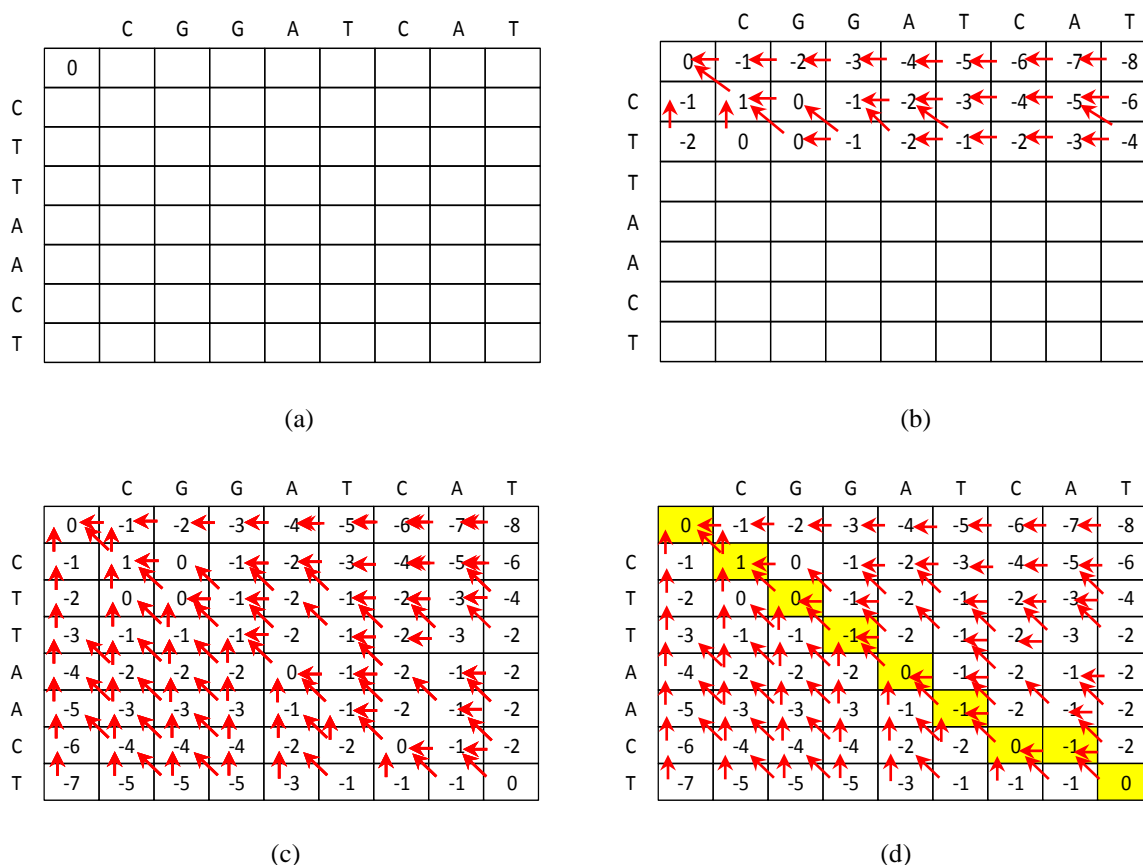 C G G A T C A T
0
C
T
T
A
A
C
T
(a)
C G G A T C A T
0 -1 -2 -3 -4 -5 -6 -7 -8
C -1 1 0 -1 -2 -3 -4 -5 -6
T -2 0 0 -1 -2 -1 -2 -3 -4
T
A
A
C
T
(b)
C G G A T C A T
0 -1 -2 -3 -4 -5 -6 -7 -8
C -1 1 0 -1 -2 -3 -4 -5 -6
T -2 0 0 -1 -2 -1 -2 -3 -4
T -3 -1 -1 -1 -2 -1 -2 -3 -2
A -4 -2 -2 -2 0 -1 -2 -1 -2
A -5 -3 -3 -3 -1 -1 -2 -1 -2
C -6 -4 -4 -4 -2 -2 0 -1 -2
T -7 -5 -5 -5 -3 -1 -1 -1 0
(c)
C G G A T C A T
0 -1 -2 -3 -4 -5 -6 -7 -8
C -1 1 0 -1 -2 -3 -4 -5 -6
T -2 0 0 -1 -2 -1 -2 -3 -4
T -3 -1 -1 -1 -2 -1 -2 -3 -2
A -4 -2 -2 -2 0 -1 -2 -1 -2
A -5 -3 -3 -3 -1 -1 -2 -1 -2
C -6 -4 -4 -4 -2 -2 0 -1 -2
T -7 -5 -5 -5 -3 -1 -1 -1 0
(d)